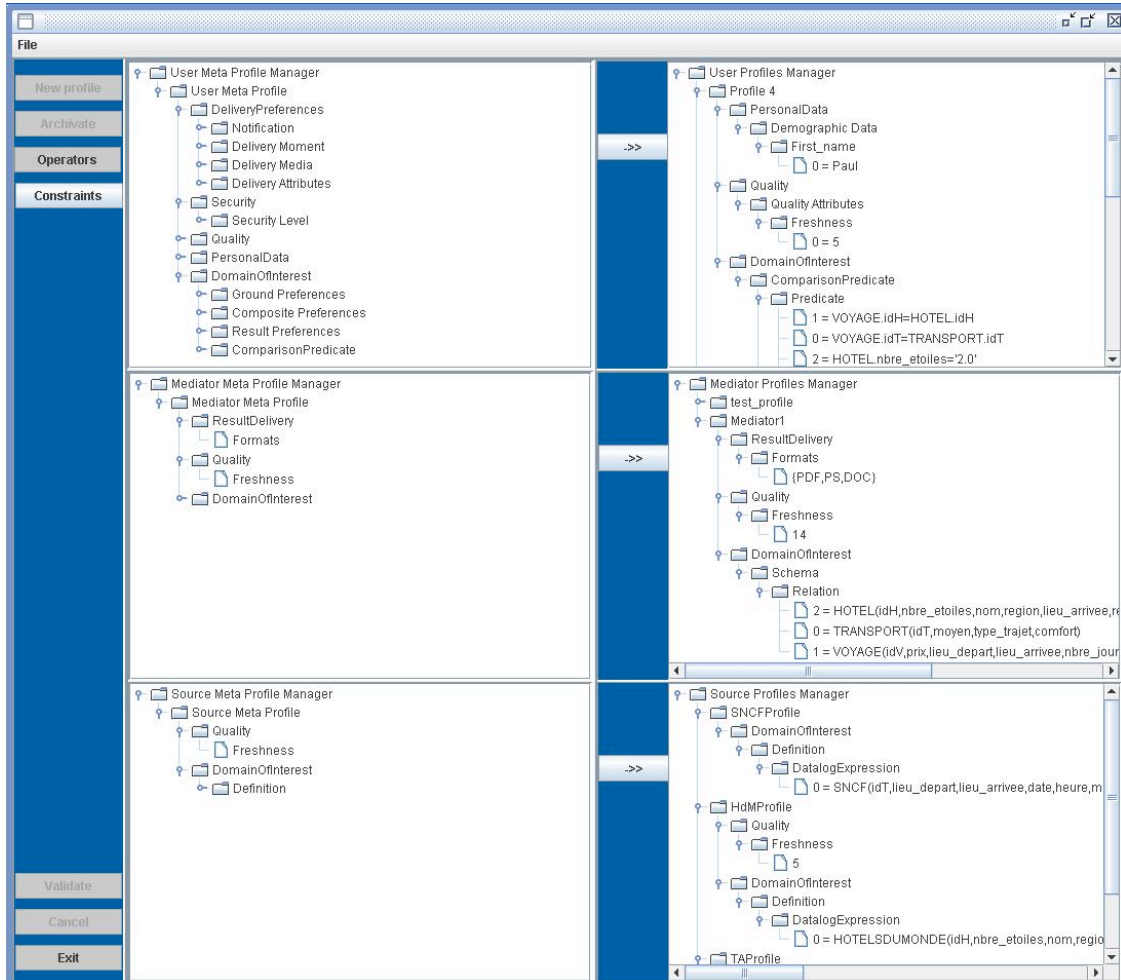 File
New profile
Archivate
Operators
Constraints
Validate
Cancel
Exit
User Meta Profile Manager
User Meta Profile
DeliveryPreferences
Notification
Delivery Moment
Delivery Media
Delivery Attributes
Security
Security Level
Quality
PersonalData
DomainOfInterest
Ground Preferences
Composite Preferences
Result Preferences
ComparisonPredicate
->>
User Profiles Manager
Profile 4
PersonalData
Demographic Data
First_name
0 = Paul
Quality
Quality Attributes
Freshness
0 = 5
DomainOfInterest
ComparisonPredicate
Predicate
1 = VOYAGE.idH=HOTEL.idH
0 = VOYAGE.idT=TRANSPORT.idT
2 = HOTEL.nbre_etoiles='2.0'
Mediator Meta Profile Manager
Mediator Meta Profile
ResultDelivery
Formats
Quality
Freshness
DomainOfInterest
->>
Mediator Profiles Manager
test_profile
Mediator1
ResultDelivery
Formats
{PDF,PS,DOC}
Quality
Freshness
14
DomainOfInterest
Schema
Relation
2 = HOTEL(idH,nbre_etoiles,nom,region,lieu_arrivee,re
0 = TRANSPORT(idT,moyen,type_trajet,comfort)
1 = VOYAGE(idV,prix,lieu_depart,lieu_arrivee,nbre_jour
Source Meta Profile Manager
Source Meta Profile
Quality
Freshness
DomainOfInterest
Definition
->>
Source Profiles Manager
SNCFProfile
DomainOfInterest
Definition
DatalogExpression
0 = SNCF(idT,lieu_depart,lieu_arrivee,date,heure,m
HdMProfile
Quality
Freshness
5
DomainOfInterest
Definition
DatalogExpression
0 = HOTELSDUMONDE(idH,nbre_etoiles,nom,regio
TAProfile